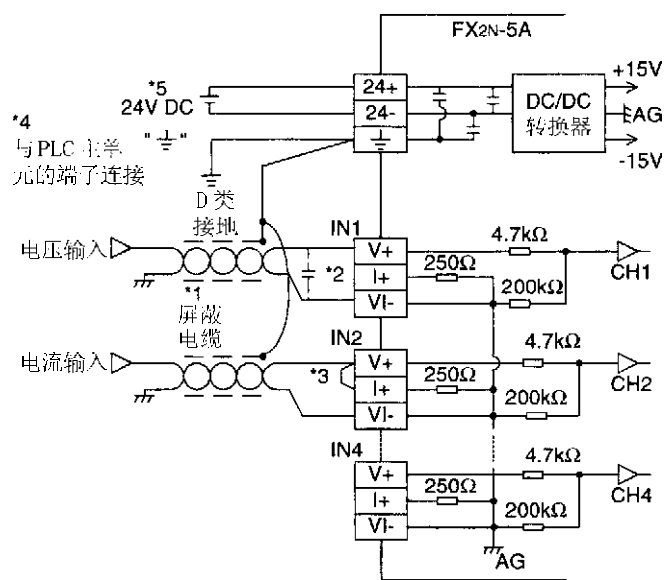 FX2N-5A
*5
24V DC
24+
24-
DC/DC
转换器
+15V
AG
-15V
*4
与PLC主单
元的端子连接
D类
接地
电压输入
*1
屏蔽
电缆
*2
IN1
V+
I+
VI-
250Ω
4.7kΩ
200kΩ
CH1
电流输入
*3
IN2
V+
I+
VI-
250Ω
4.7kΩ
200kΩ
CH2
IN4
V+
I+
VI-
250Ω
4.7kΩ
200kΩ
CH4
AG